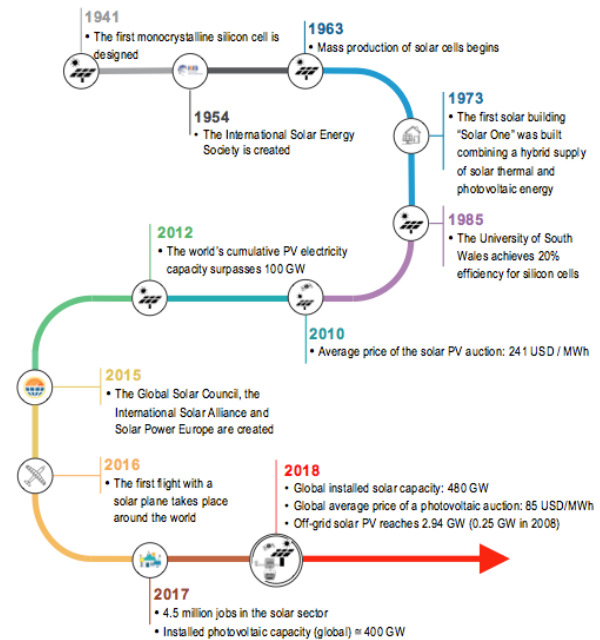 1941
• The first monocrystalline silicon cell is
designed
1954
• The International Solar Energy
Society is created
1963
• Mass production of solar cells begins
1973
• The first solar building
“Solar One” was built
combining a hybrid supply
of solar thermal and
photovoltaic energy
1985
• The University of South
Wales achieves 20%
efficiency for silicon cells
2010
• Average price of the solar PV auction: 241 USD / MWh
2012
• The world’s cumulative PV electricity
capacity surpasses 100 GW
2015
• The Global Solar Council, the
International Solar Alliance and
Solar Power Europe are created
2016
• The first flight with a
solar plane takes place
around the world
2017
• 4.5 million jobs in the solar sector
• Installed photovoltaic capacity (global) ≅ 400 GW
2018
• Global installed solar capacity: 480 GW
• Global average price of a photovoltaic auction: 85 USD/MWh
• Off-grid solar PV reaches 2.94 GW (0.25 GW in 2008)